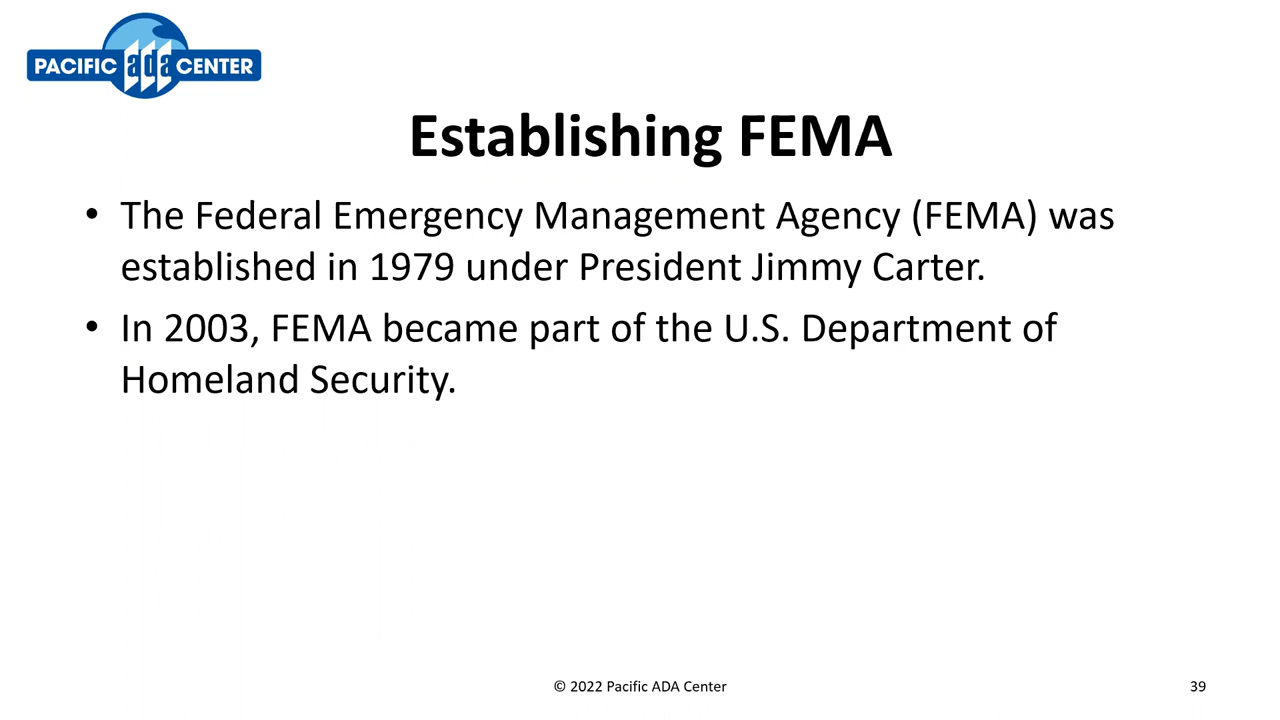 PACIFIC ada CENTER
Establishing FEMA
• The Federal Emergency Management Agency (FEMA) was
established in 1979 under President Jimmy Carter.
• In 2003, FEMA became part of the U.S. Department of
Homeland Security.
© 2022 Pacific ADA Center
39